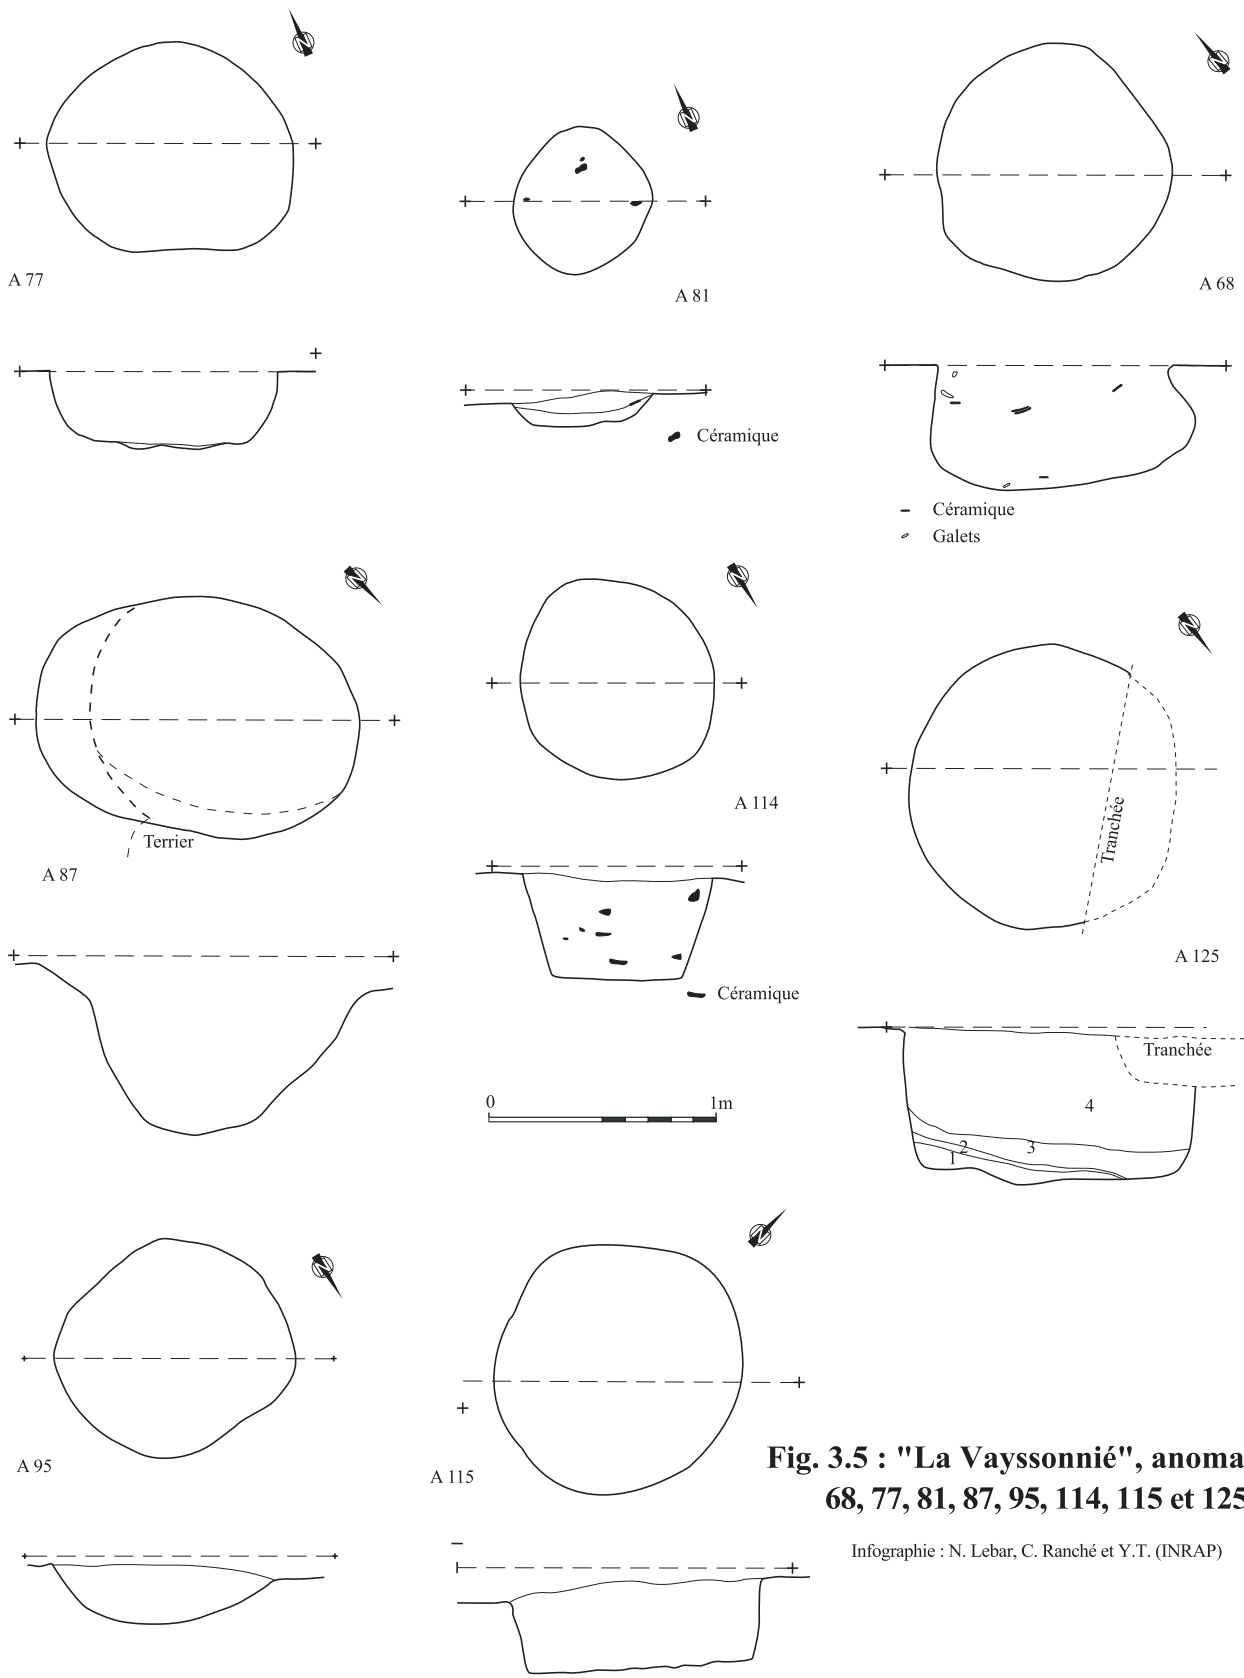 N
N
N
A 77
A 81
A 68
Céramique
Céramique
Galets
N
N
N
Terrier
A 87
A 114
Tranchée
A 125
Céramique
0 1m
Tranchée
4
3
2
1
N
N
A 95
A 115
Fig. 3.5 : "La Vayssonnié", anoma
68, 77, 81, 87, 95, 114, 115 et 125
Infographie : N. Lebar, C. Ranché et Y.T. (INRAP)